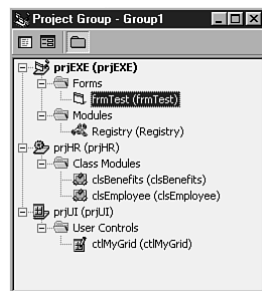 Project Group - Group1
prjEXE (prjEXE)
Forms
frmTest (frmTest)
Modules
Registry (Registry)
prjHR (prjHR)
Class Modules
clsBenefits (clsBenefits)
clsEmployee (clsEmployee)
prjUI (prjUI)
User Controls
ctlMyGrid (ctlMyGrid)